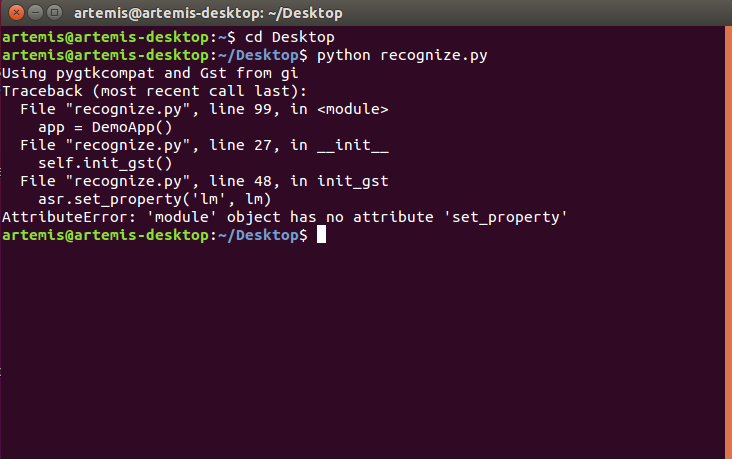 artemis@artemis-desktop: ~/Desktop
artemis@artemis-desktop:~$ cd Desktop
artemis@artemis-desktop:~/Desktop$ python recognize.py
Using pygtkcompat and Gst from gi
Traceback (most recent call last):
  File "recognize.py", line 99, in <module>
    app = DemoApp()
  File "recognize.py", line 27, in __init__
    self.init_gst()
  File "recognize.py", line 48, in init_gst
    asr.set_property('lm', lm)
AttributeError: 'module' object has no attribute 'set_property'
artemis@artemis-desktop:~/Desktop$